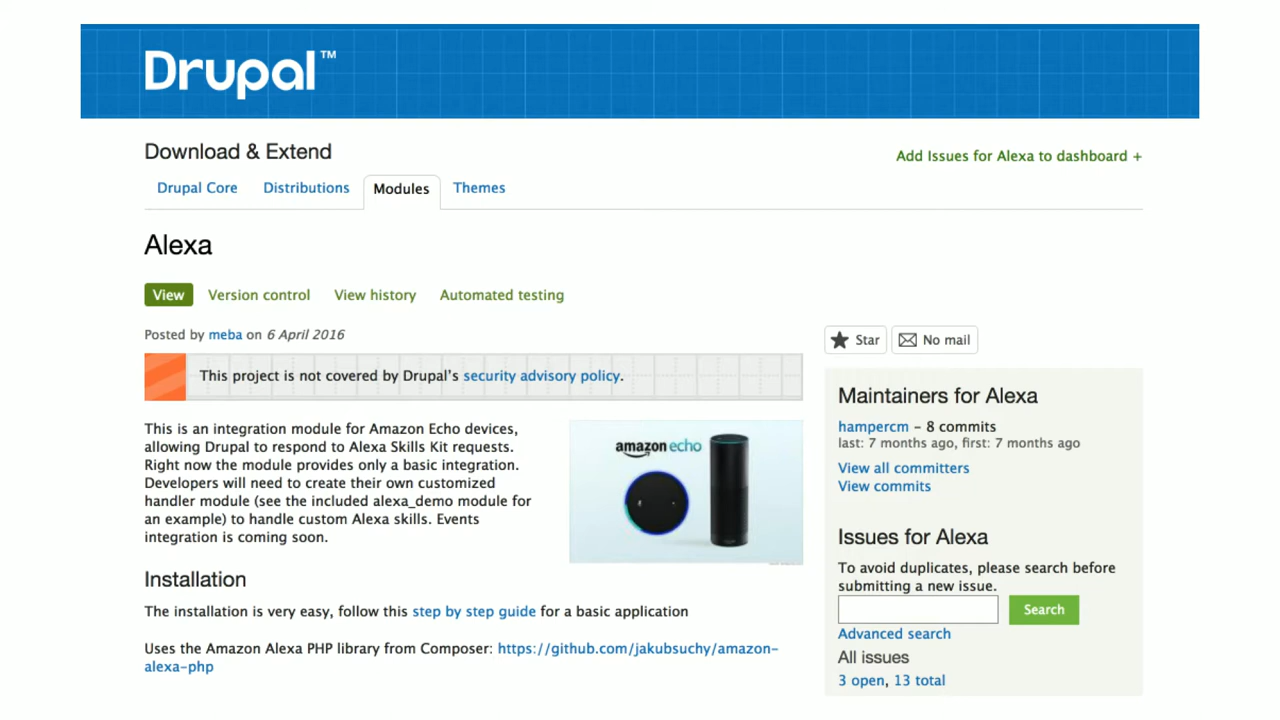 Drupal™
Download & Extend
Add Issues for Alexa to dashboard +
Drupal Core
Distributions
Modules
Themes
Alexa
View
Version control
View history
Automated testing
Posted by meba on 6 April 2016
Star
No mail
This project is not covered by Drupal's security advisory policy.
This is an integration module for Amazon Echo devices,
allowing Drupal to respond to Alexa Skills Kit requests.
Right now the module provides only a basic integration.
Developers will need to create their own customized
handler module (see the included alexa_demo module for
an example) to handle custom Alexa skills. Events
integration is coming soon.
amazon echo
Installation
The installation is very easy, follow this step by step guide for a basic application
Uses the Amazon Alexa PHP library from Composer: https://github.com/jakubsuchy/amazon-
alexa-php
Maintainers for Alexa
hampercm – 8 commits
last: 7 months ago, first: 7 months ago
View all committers
View commits
Issues for Alexa
To avoid duplicates, please search before
submitting a new issue.
Search
Advanced search
All issues
3 open, 13 total